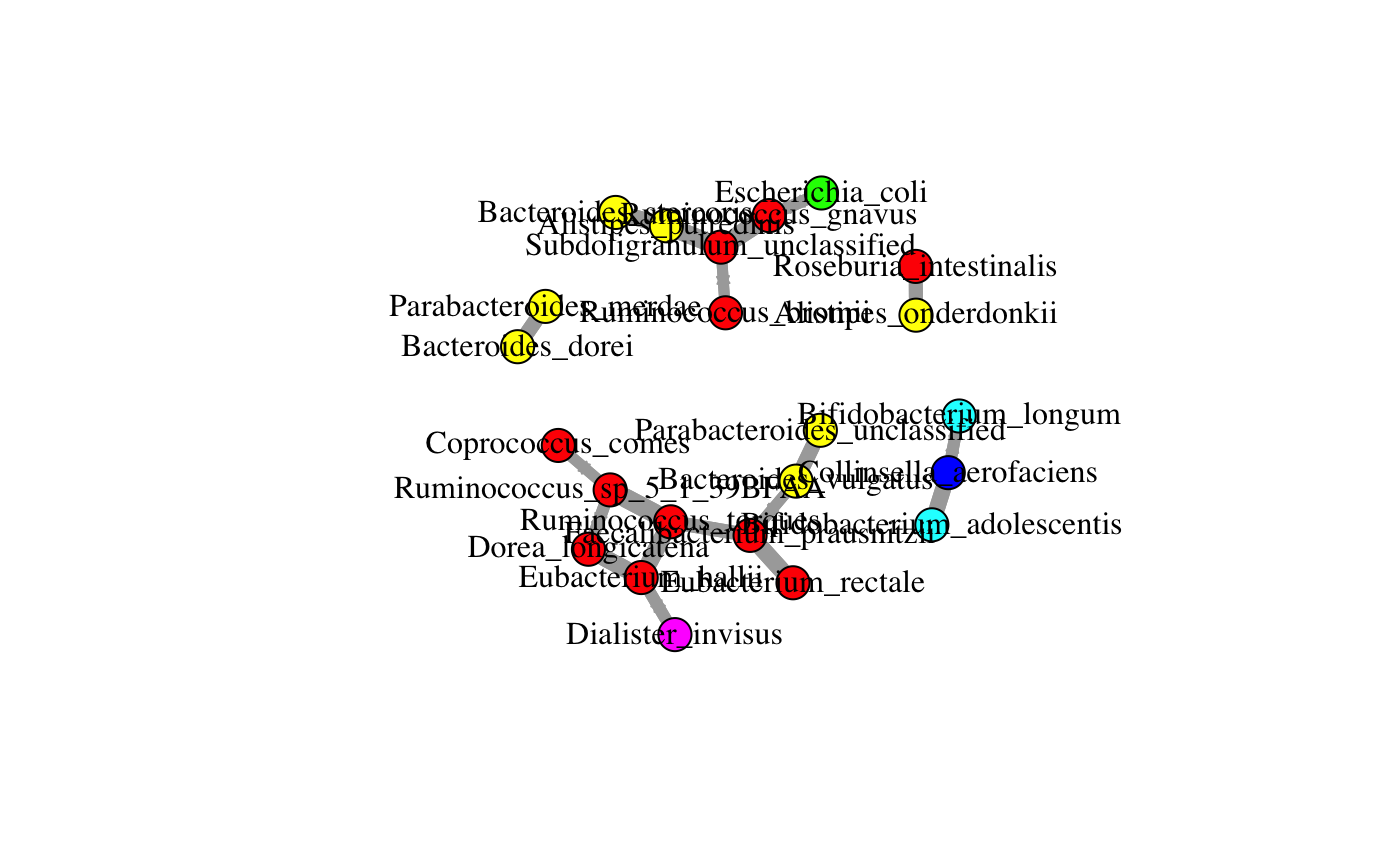 Escherichia_coli
Bacteroides_stercoris
Ruminococcus_gnavus
Alistipes_putredinis
Subdoligranulum_unclassified
Roseburia_intestinalis
Parabacteroides_merdae
Ruminococcus_bromii
Alistipes_onderdonkii
Bacteroides_dorei
Bifidobacterium_longum
Parabacteroides_unclassified
Coprococcus_comes
Collinsella_aerofaciens
Bacteroides_vulgatus
Ruminococcus_sp_5_1_39BFAA
Ruminococcus_torques
Bifidobacterium_adolescentis
Faecalibacterium_prausnitzii
Dorea_longicatena
Eubacterium_hallii
Eubacterium_rectale
Dialister_invisus